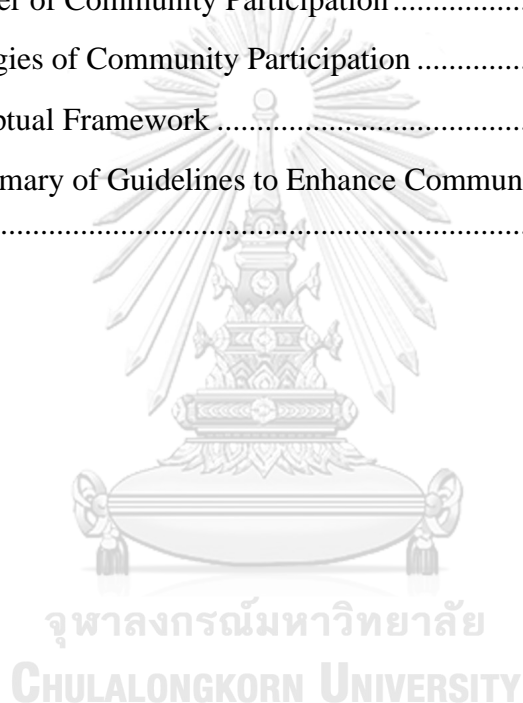 er of Community Participation..................
gies of Community Participation ................
ptual Framework ..........................................
mary of Guidelines to Enhance Commun
.................................................................
จุฬาลงกรณ์มหาวิทยาลัย
CHULALONGKORN UNIVERSITY